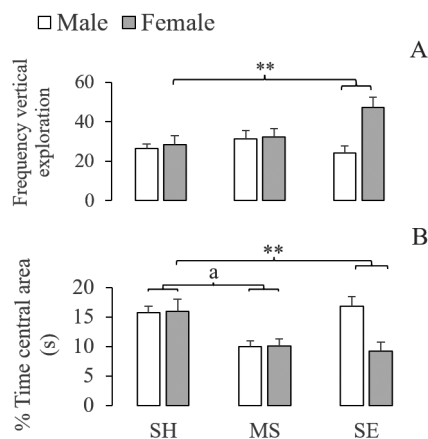 Male Female
A
**
Frequency vertical
exploration
60
40
20
0
B
**
a
% Time central area
(s)
20
15
10
5
0
SH MS SE